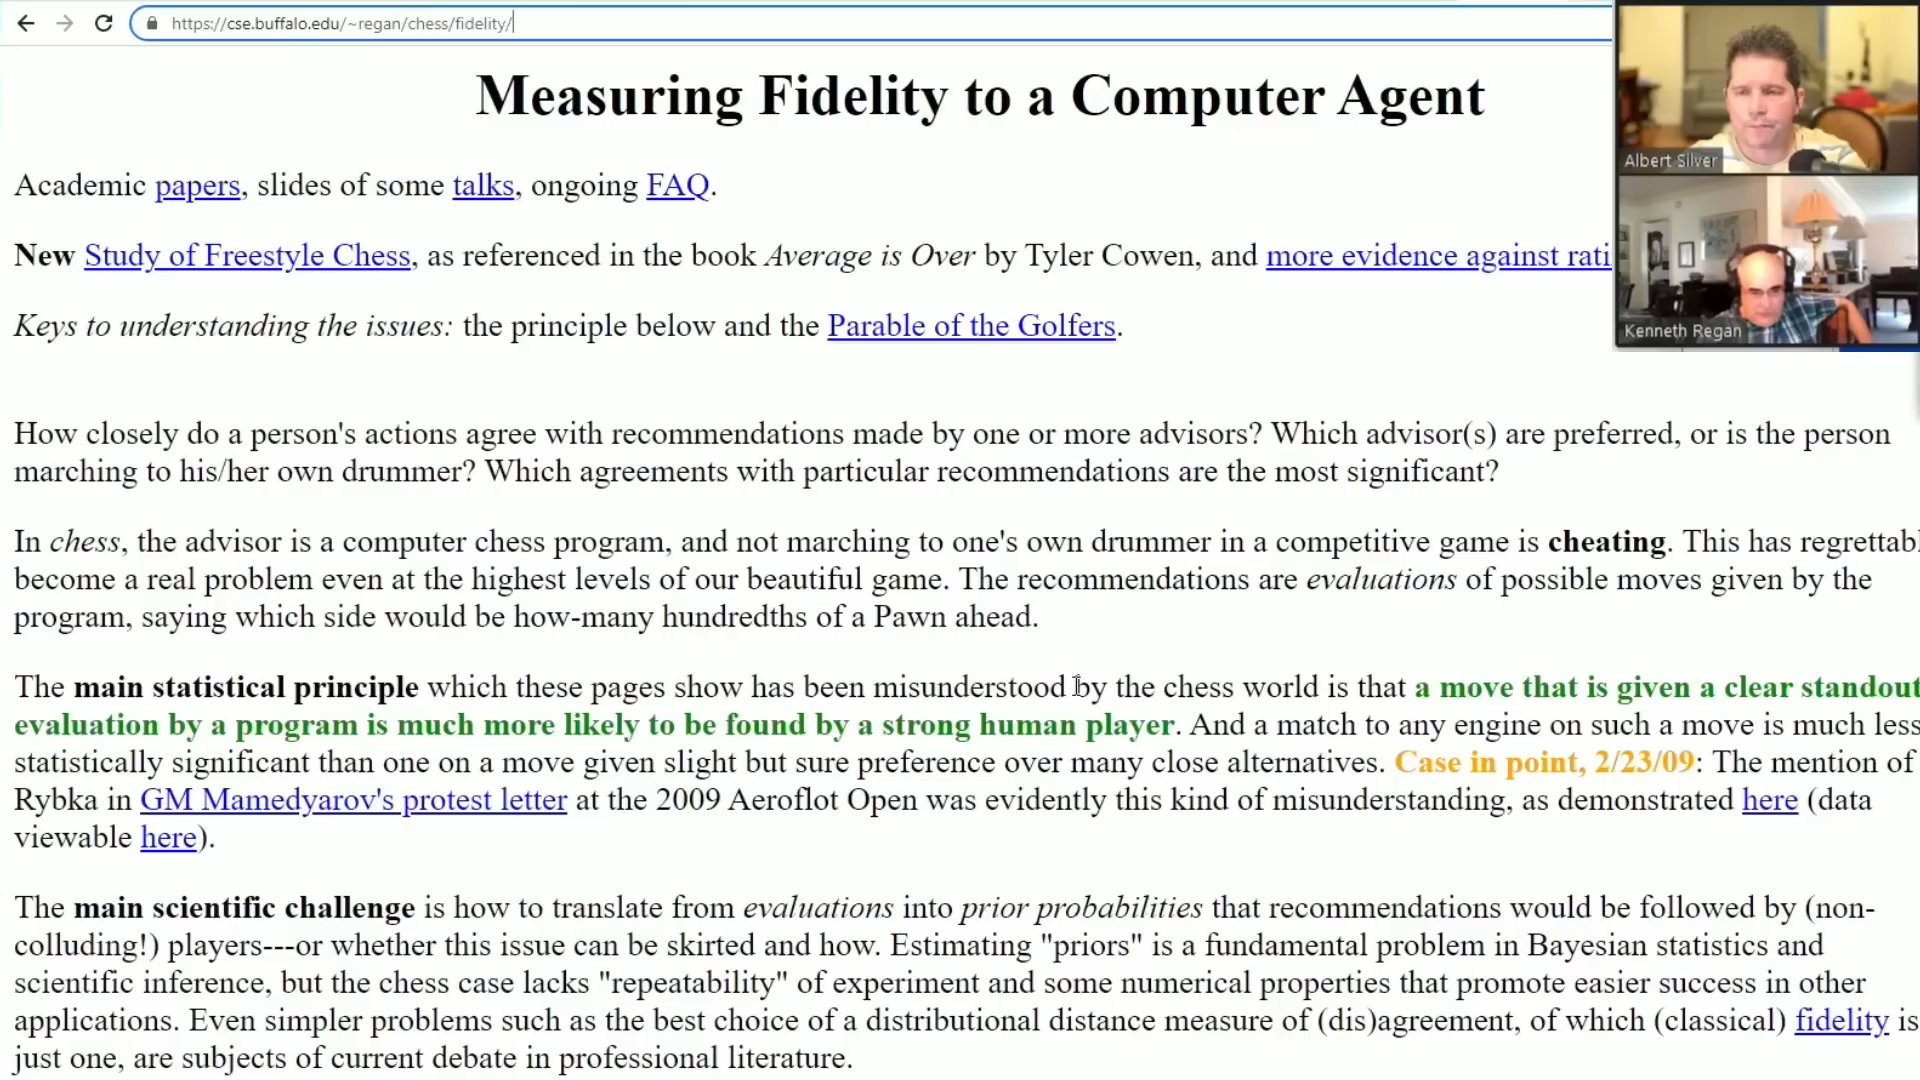 https://cse.buffalo.edu/~regan/chess/fidelity/
Measuring Fidelity to a Computer Agent
Albert Silver
Academic papers, slides of some talks, ongoing FAQ.
New Study of Freestyle Chess, as referenced in the book Average is Over by Tyler Cowen, and more evidence against rati
Kenneth Regan
Keys to understanding the issues: the principle below and the Parable of the Golfers.
How closely do a person's actions agree with recommendations made by one or more advisors? Which advisor(s) are preferred, or is the person
marching to his/her own drummer? Which agreements with particular recommendations are the most significant?
In chess, the advisor is a computer chess program, and not marching to one's own drummer in a competitive game is cheating. This has regrettabl
become a real problem even at the highest levels of our beautiful game. The recommendations are evaluations of possible moves given by the
program, saying which side would be how-many hundredths of a Pawn ahead.
The main statistical principle which these pages show has been misunderstood by the chess world is that a move that is given a clear standout
evaluation by a program is much more likely to be found by a strong human player. And a match to any engine on such a move is much less
statistically significant than one on a move given slight but sure preference over many close alternatives. Case in point, 2/23/09: The mention of
Rybka in GM Mamedyarov's protest letter at the 2009 Aeroflot Open was evidently this kind of misunderstanding, as demonstrated here (data
viewable here).
The main scientific challenge is how to translate from evaluations into prior probabilities that recommendations would be followed by (non-
colluding!) players---or whether this issue can be skirted and how. Estimating "priors" is a fundamental problem in Bayesian statistics and
scientific inference, but the chess case lacks "repeatability" of experiment and some numerical properties that promote easier success in other
applications. Even simpler problems such as the best choice of a distributional distance measure of (dis)agreement, of which (classical) fidelity is
just one, are subjects of current debate in professional literature.